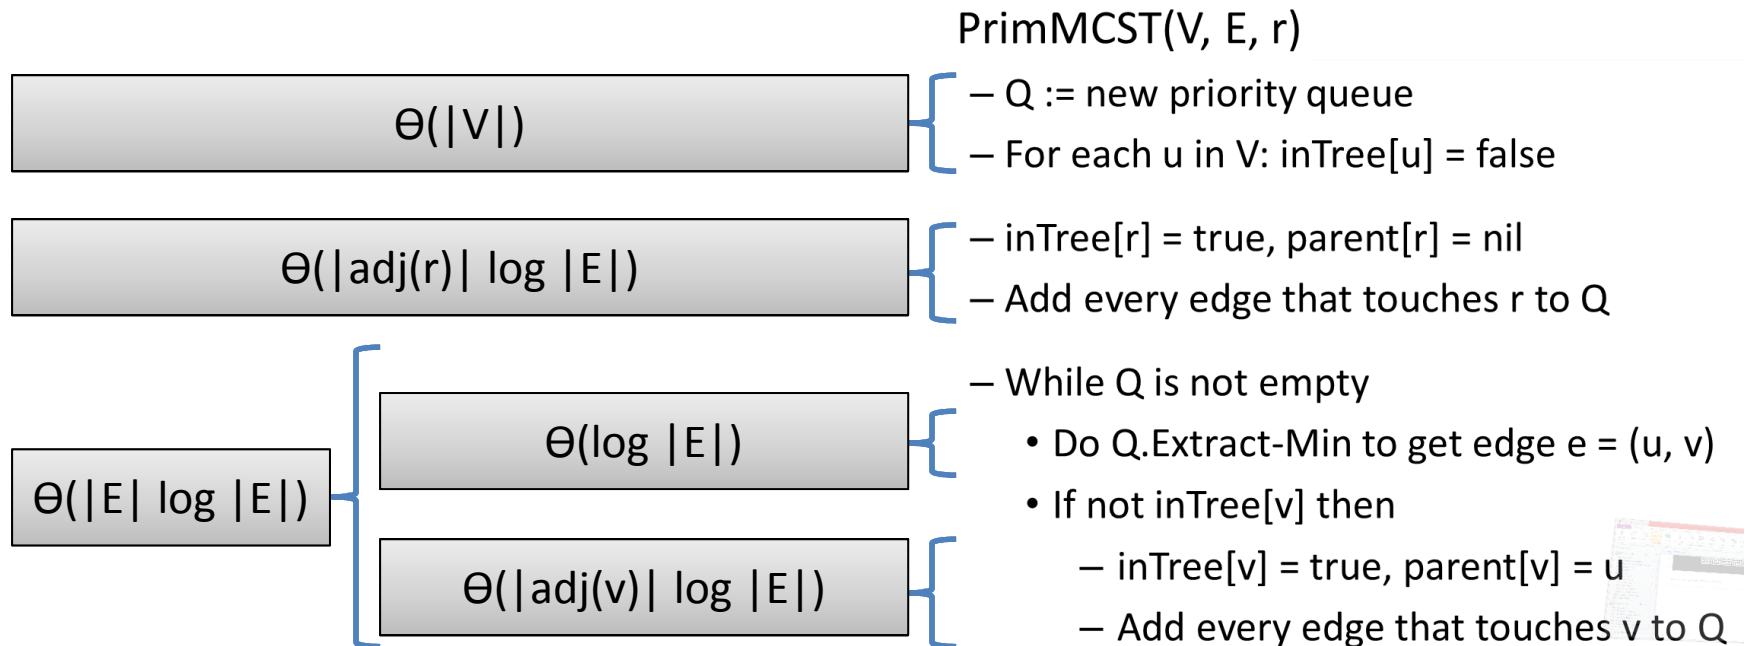 PrimMCST(V, E, r)
Θ(|V|)
– Q := new priority queue
– For each u in V: inTree[u] = false
Θ(|adj(r)| log |E|)
– inTree[r] = true, parent[r] = nil
– Add every edge that touches r to Q
– While Q is not empty
Θ(log |E|)
• Do Q.Extract-Min to get edge e = (u, v)
Θ(|E| log |E|)
• If not inTree[v] then
Θ(|adj(v)| log |E|)
– inTree[v] = true, parent[v] = u
– Add every edge that touches v to Q